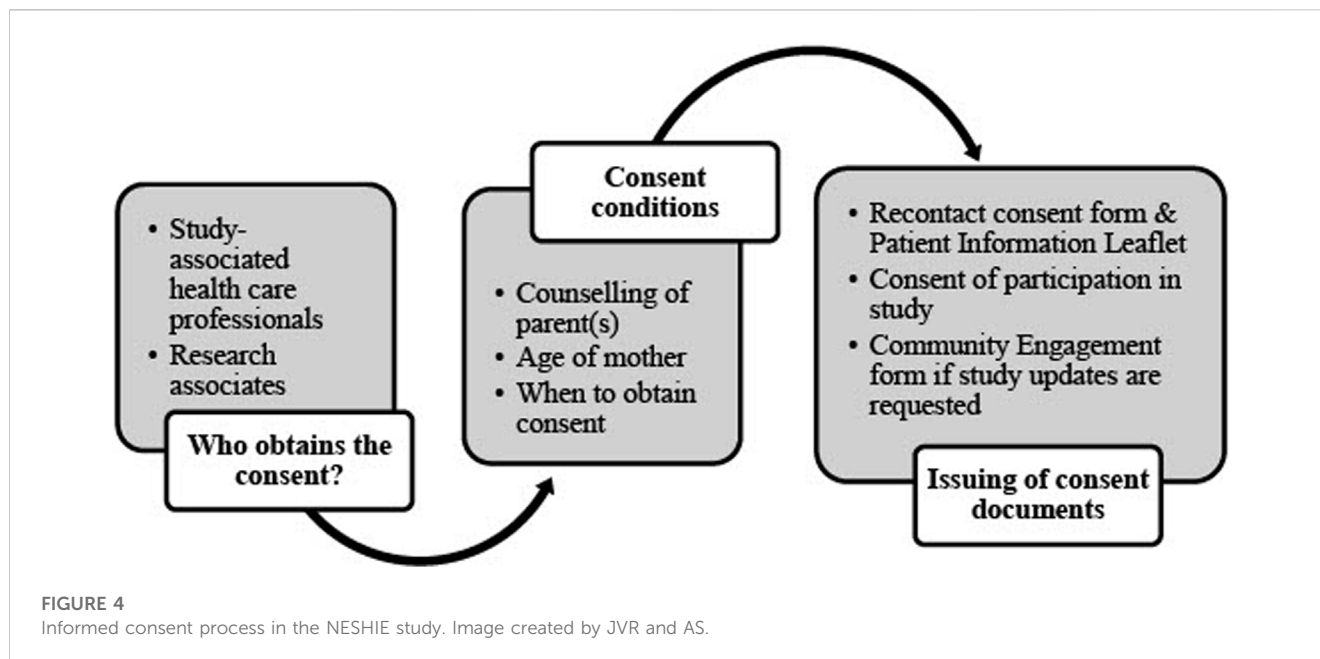 • Study-
associated
health care
professionals
• Research
associates
Who obtains the
consent?
Consent
conditions
• Counselling of
parent(s)
• Age of mother
• When to obtain
consent
• Recontact consent form &
Patient Information Leaflet
• Consent of participation in
study
• Community Engagement
form if study updates are
requested
Issuing of consent
documents
FIGURE 4
Informed consent process in the NESHIE study. Image created by JVR and AS.